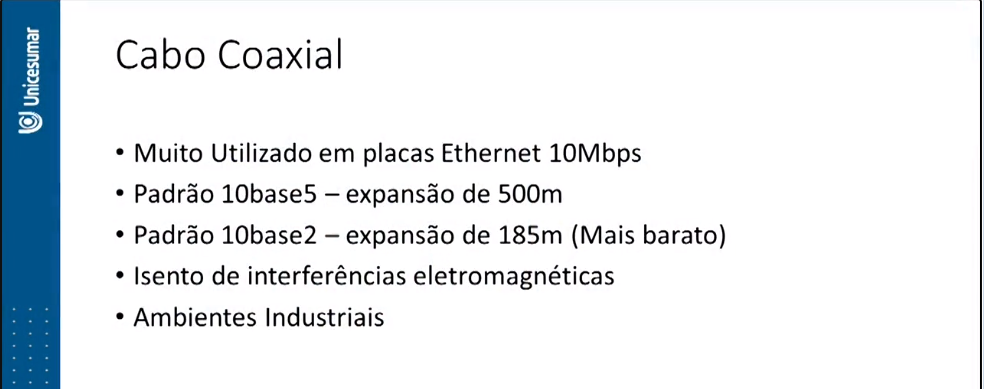 Unicesumar
Cabo Coaxial
• Muito Utilizado em placas Ethernet 10Mbps
• Padrão 10base5 – expansão de 500m
• Padrão 10base2 – expansão de 185m (Mais barato)
• Isento de interferências eletromagnéticas
• Ambientes Industriais